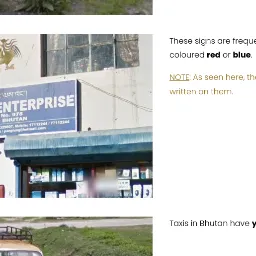 These signs are freque
coloured red or blue.
NOTE: As seen here, th
written on them.
ENTERPRISE
BHUTAN
Taxis in Bhutan have y